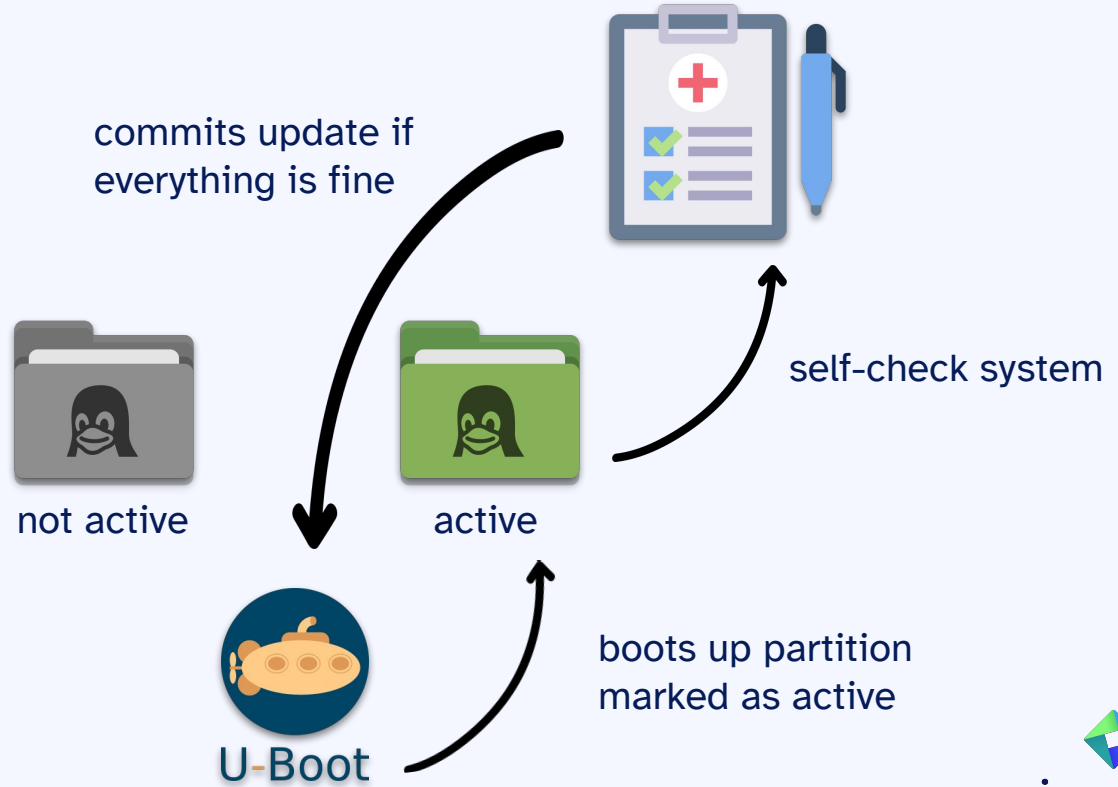 commits update if
everything is fine
self-check system
not active
active
boots up partition
marked as active
U-Boot